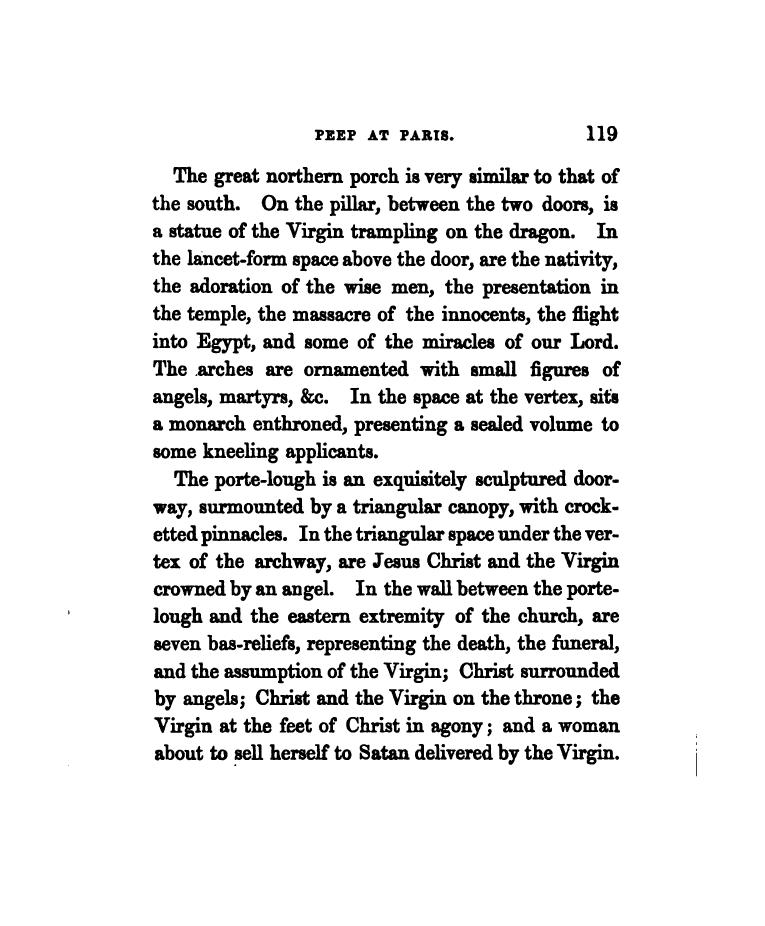 PEEP AT PARIS. 119
The great northern porch is very similar to that of
the south. On the pillar, between the two doors, is
a statue of the Virgin trampling on the dragon. In
the lancet-form space above the door, are the nativity,
the adoration of the wise men, the presentation in
the temple, the massacre of the innocents, the flight
into Egypt, and some of the miracles of our Lord.
The arches are ornamented with small figures of
angels, martyrs, &c. In the space at the vertex, sits
a monarch enthroned, presenting a sealed volume to
some kneeling applicants.
The porte-lough is an exquisitely sculptured door-
way, surmounted by a triangular canopy, with crock-
etted pinnacles. In the triangular space under the ver-
tex of the archway, are Jesus Christ and the Virgin
crowned by an angel. In the wall between the porte-
lough and the eastern extremity of the church, are
seven bas-reliefs, representing the death, the funeral,
and the assumption of the Virgin; Christ surrounded
by angels; Christ and the Virgin on the throne; the
Virgin at the feet of Christ in agony; and a woman
about to sell herself to Satan delivered by the Virgin.